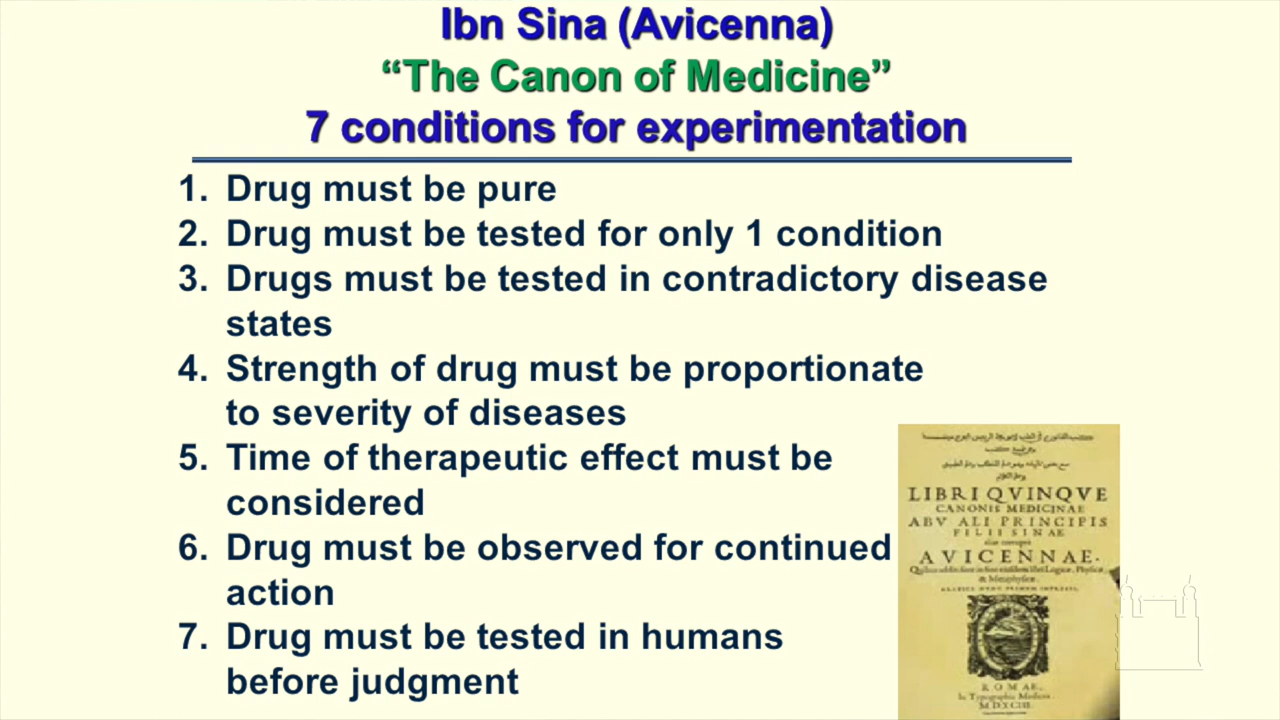 Ibn Sina (Avicenna)
“The Canon of Medicine”
7 conditions for experimentation
1. Drug must be pure
2. Drug must be tested for only 1 condition
3. Drugs must be tested in contradictory disease
states
4. Strength of drug must be proportionate
to severity of diseases
5. Time of therapeutic effect must be
considered
6. Drug must be observed for continued
action
7. Drug must be tested in humans
before judgment
LIBRI QVINQVE
CANONIS MEDICINAE
ABV ALI PRINCIPIS
FILII SINAE
AVICENNAE.
ROMAE,
In Typographia Medicea
M.D.XCIII.